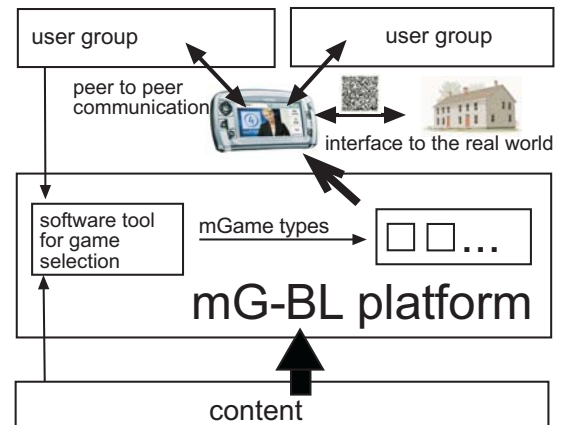 user group
user group
peer to peer
communication
interface to the real world
software tool
for game
selection
mGame types
...
mG-BL platform
content